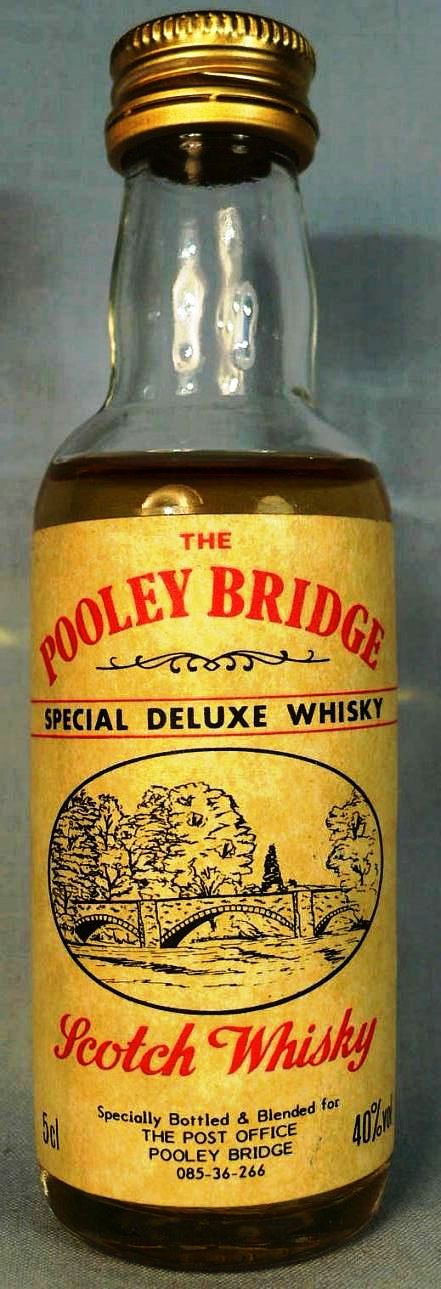 THE
POOLEY BRIDGE
SPECIAL DELUXE WHISKY
Scotch Whisky
5cl
Specially Bottled & Blended for
THE POST OFFICE
POOLEY BRIDGE
085-36-266
40%vol